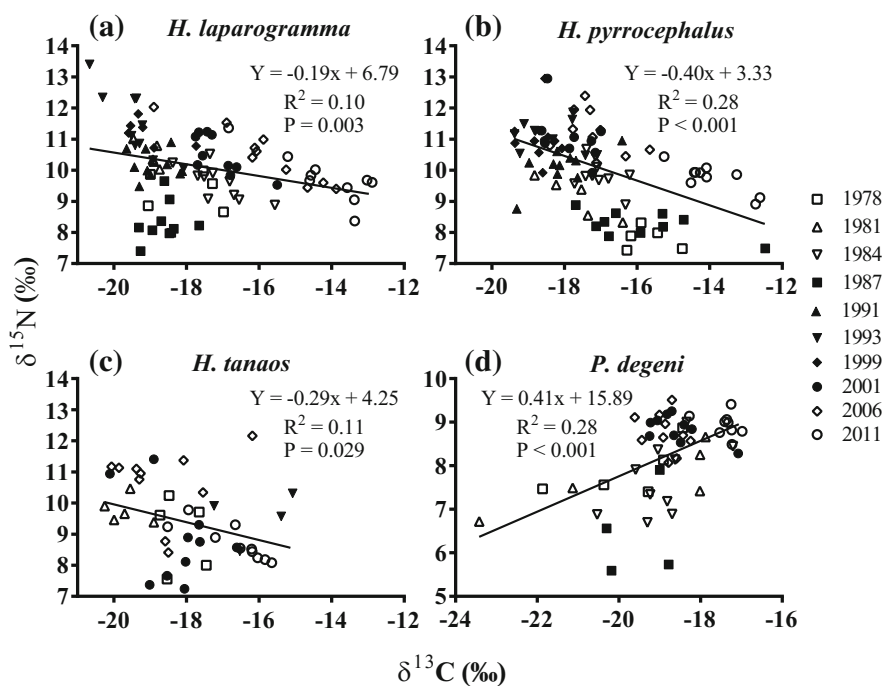 (a) H. laparogramma
Y = -0.19x + 6.79
R² = 0.10
P = 0.003
14
13
12
11
10
9
8
7
-20 -18 -16 -14 -12
(b) H. pyrrocephalus
Y = -0.40x + 3.33
R² = 0.28
P < 0.001
14
13
12
11
10
9
8
7
-20 -18 -16 -14 -12
(c) H. tanaos
Y = -0.29x + 4.25
R² = 0.11
P = 0.029
14
13
12
11
10
9
8
7
-20 -18 -16 -14 -12
(d) P. degeni
Y = 0.41x + 15.89
R² = 0.28
P < 0.001
10
9
8
7
6
5
-24 -22 -20 -18 -16
δ¹⁵N (‰)
δ¹³C (‰)
1978
1981
1984
1987
1991
1993
1999
2001
2006
2011